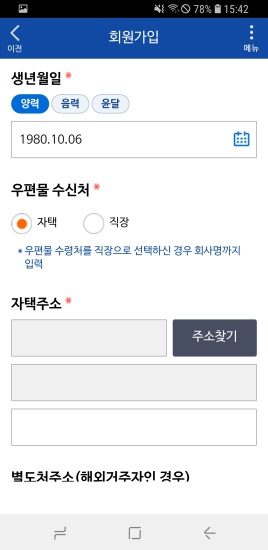 78% 15:42
이전
회원가입
메뉴
생년월일 *
양력 음력 윤달
1980.10.06
우편물 수신처 *
자택 직장
* 우편물 수령처를 직장으로 선택하신 경우 회사명까지
입력
자택주소 *
주소찾기
별도처주소(해외거주자인 경우)